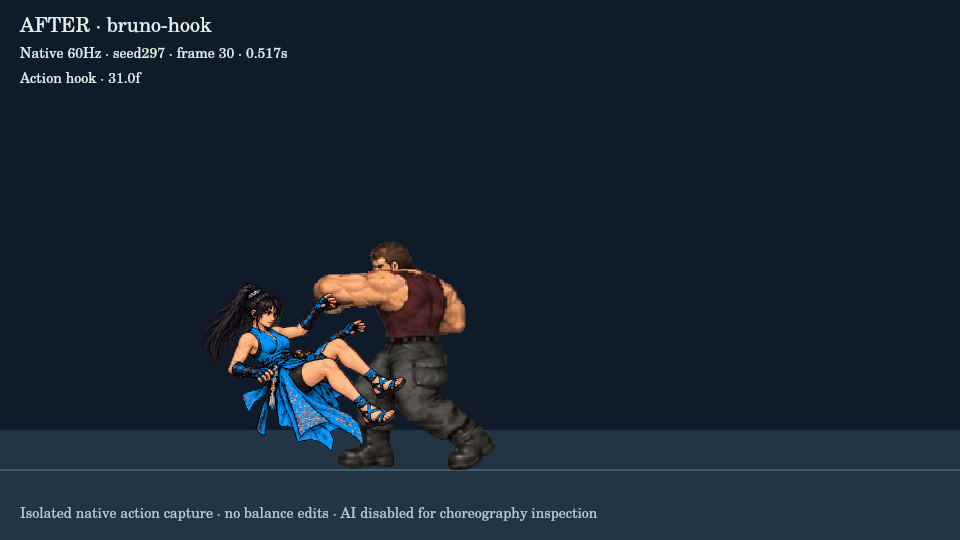 AFTER · bruno-hook
Native 60Hz · seed297 · frame 30 · 0.517s
Action hook · 31.0f
Isolated native action capture · no balance edits · AI disabled for choreography inspection